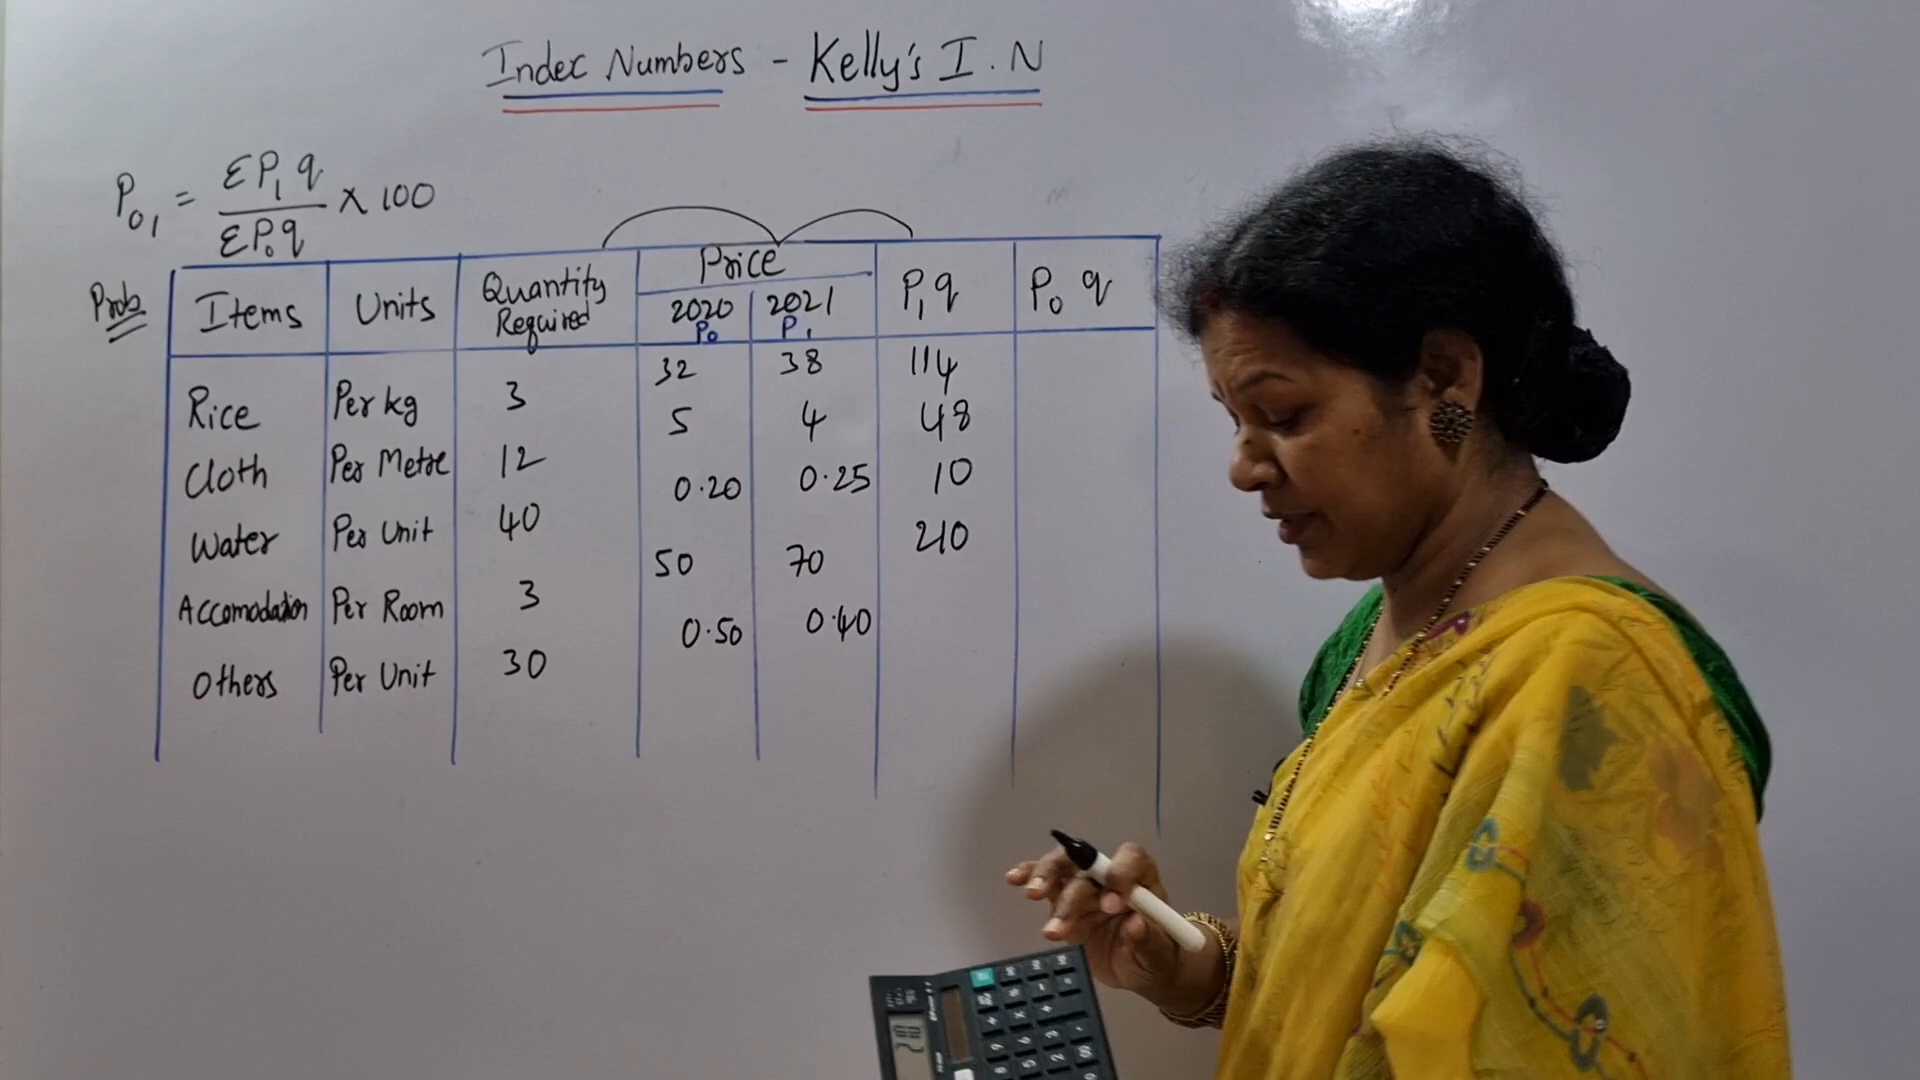 Index Numbers - Kelly's I.N
P01 = ΣP1q / ΣP0q × 100
Prob
Items Units Quantity Required Price P1q P0q
2020 2021
P0 P1
Rice Per kg 3 32 38 114
Cloth Per Metre 12 5 4 48
Water Per Unit 40 0.20 0.25 10
Accomodation Per Room 3 50 70 210
Others Per Unit 30 0.50 0.40